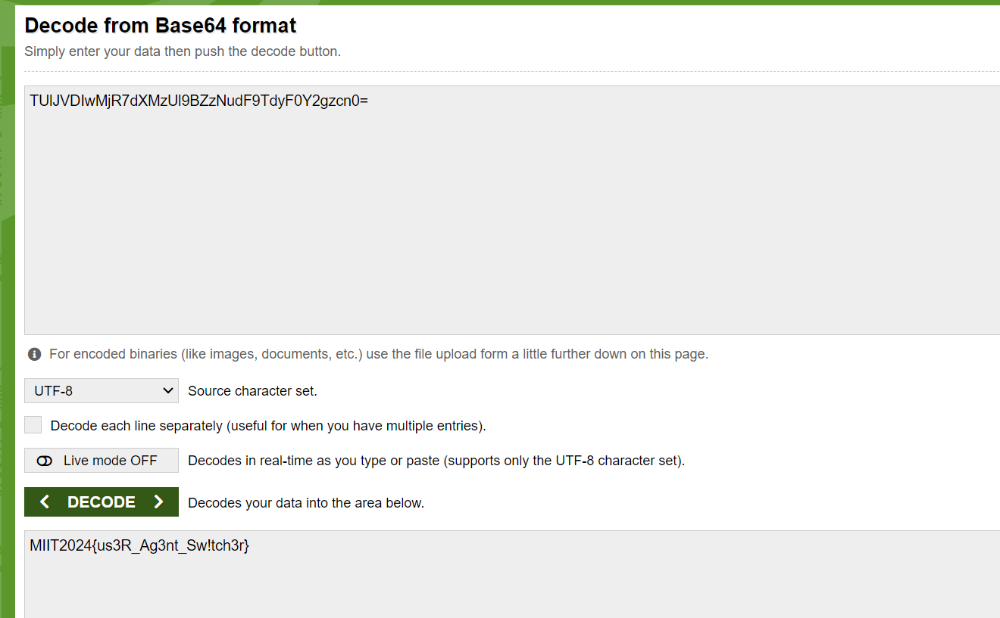 Decode from Base64 format
Simply enter your data then push the decode button.
TUlJVDIwMjR7dXMzUl9BZzNudF9TdyF0Y2gzcn0=
For encoded binaries (like images, documents, etc.) use the file upload form a little further down on this page.
UTF-8 Source character set.
Decode each line separately (useful for when you have multiple entries).
Live mode OFF Decodes in real-time as you type or paste (supports only the UTF-8 character set).
DECODE Decodes your data into the area below.
MIIT2024{us3R_Ag3nt_Sw!tch3r}